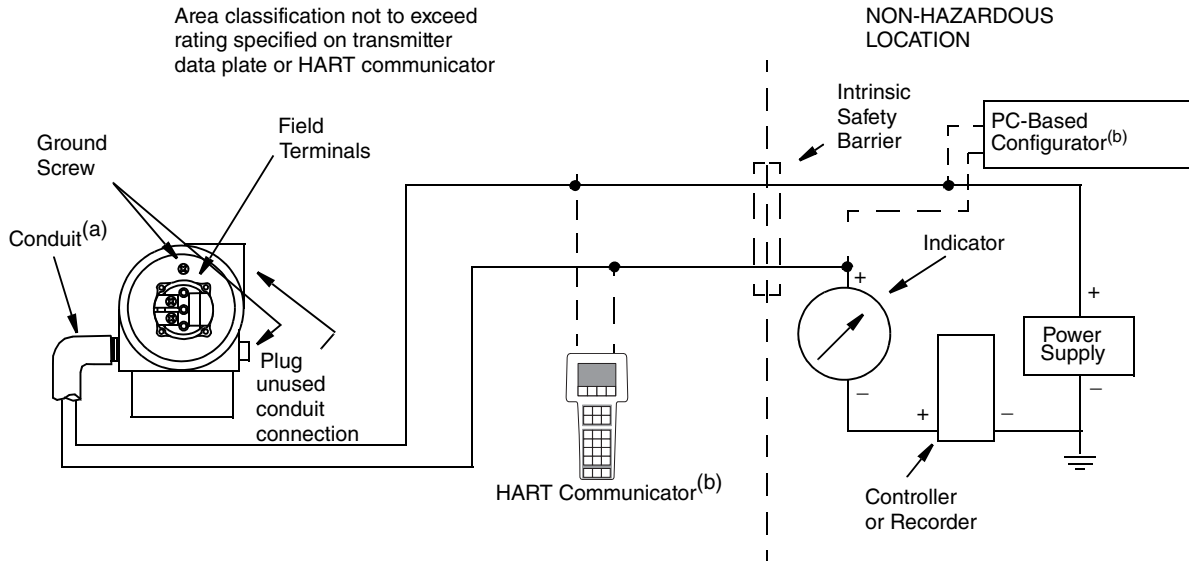 Area classification not to exceed
rating specified on transmitter
data plate or HART communicator
NON-HAZARDOUS
LOCATION
Intrinsic
Safety
Barrier
PC-Based
Configurator(b)
Ground
Screw
Field
Terminals
Conduit(a)
Indicator
+
+
Power
Supply
Plug
unused
conduit
connection
–
+
–
–
HART Communicator(b)
Controller
or Recorder